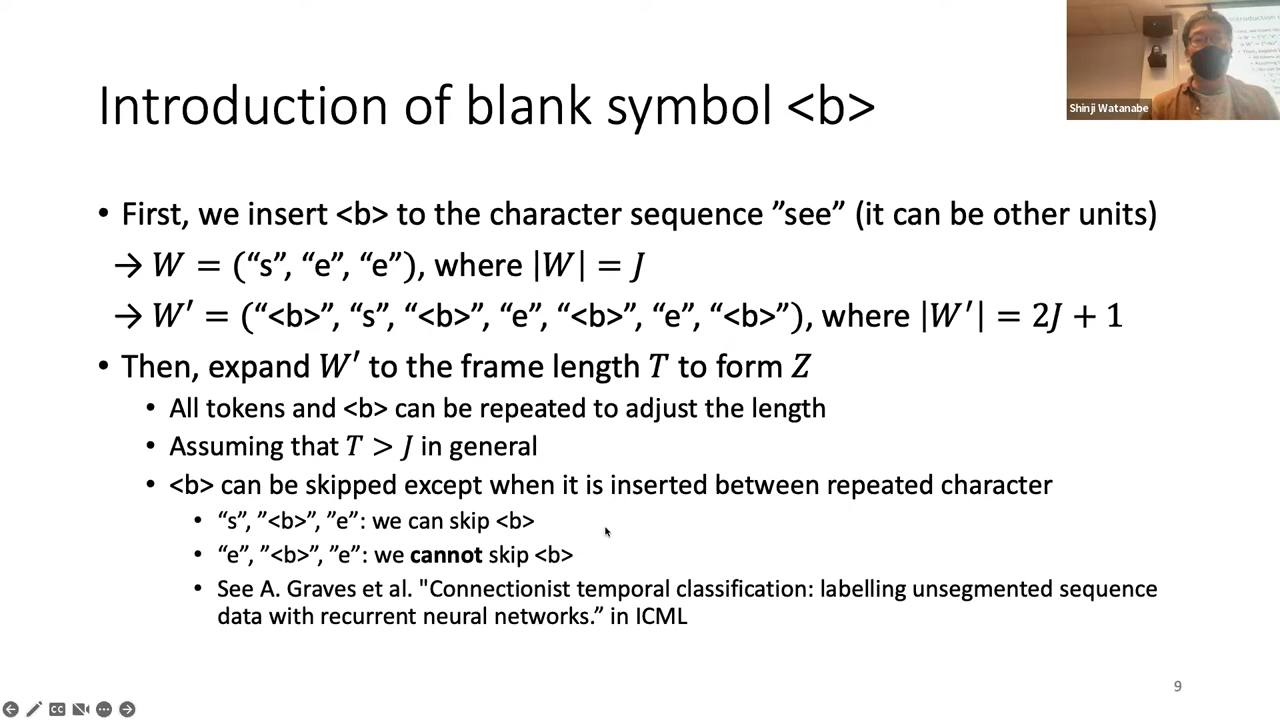 Introduction of blank symbol <b>
• First, we insert <b> to the character sequence ”see” (it can be other units)
→ W = (“s”, “e”, “e”), where |W| = J
→ W′ = (“<b>”, “s”, “<b>”, “e”, “<b>”, “e”, “<b>”), where |W′| = 2J + 1
• Then, expand W′ to the frame length T to form Z
• All tokens and <b> can be repeated to adjust the length
• Assuming that T > J in general
• <b> can be skipped except when it is inserted between repeated character
• “s”, ”<b>”, ”e”: we can skip <b>
• “e”, ”<b>”, ”e”: we cannot skip <b>
• See A. Graves et al. "Connectionist temporal classification: labelling unsegmented sequence
data with recurrent neural networks.” in ICML
9
Shinji Watanabe
CC